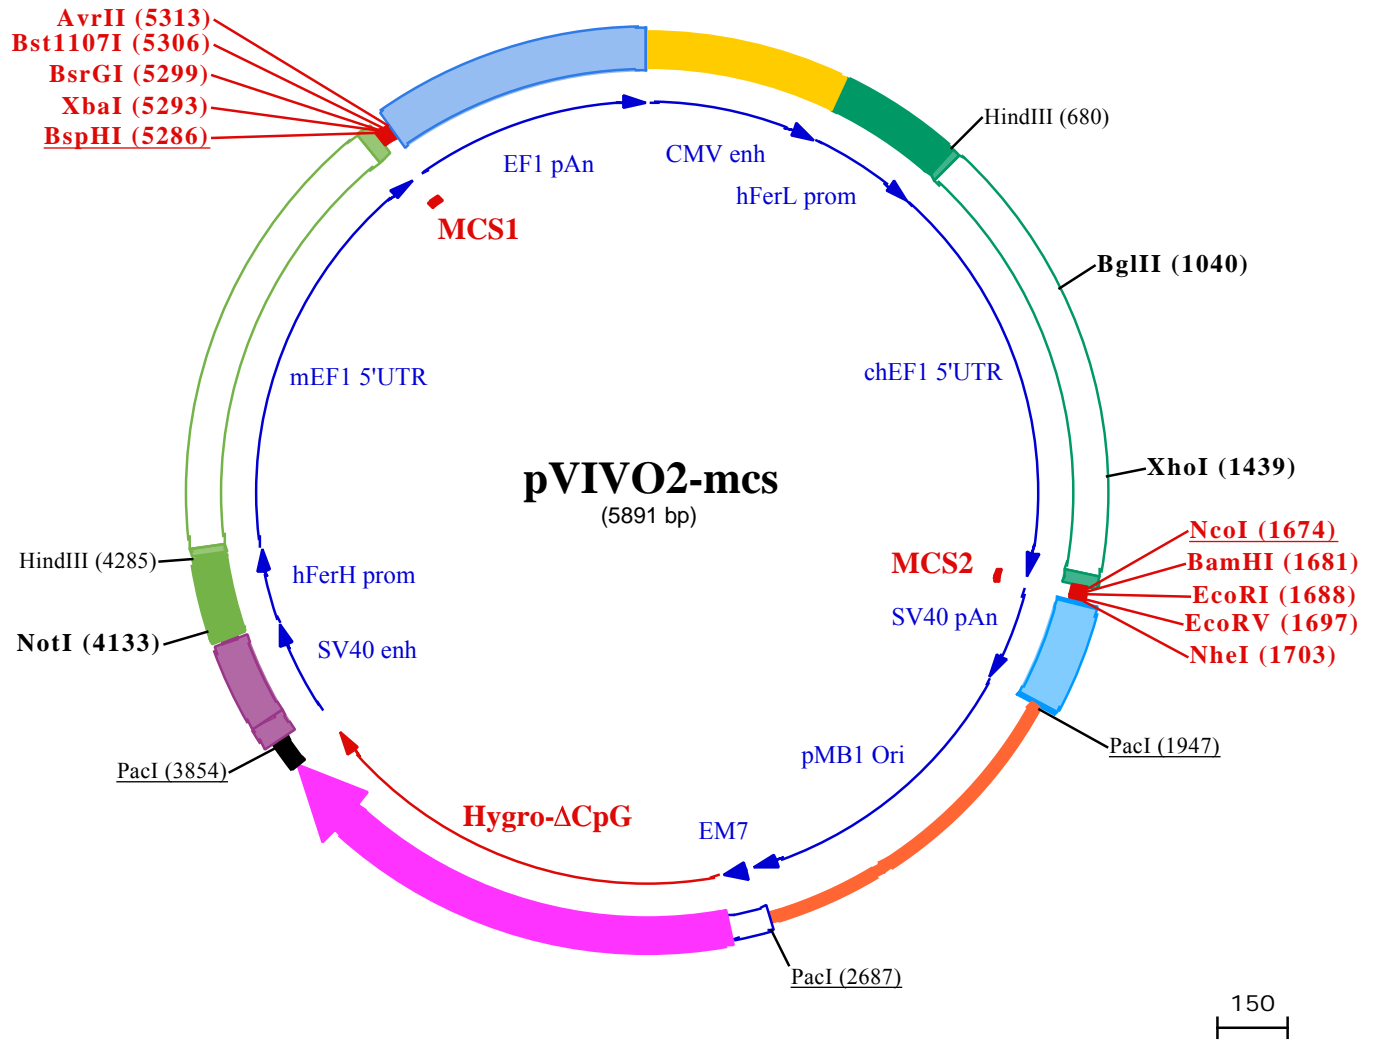 AvrII (5313)
Bst1107I (5306)
BsrGI (5299)
XbaI (5293)
BspHI (5286)
HindIII (680)
EF1 pAn
CMV enh
hFerL prom
MCS1
BglII (1040)
mEF1 5'UTR
chEF1 5'UTR
XhoI (1439)
pVIVO2-mcs
(5891 bp)
NcoI (1674)
BamHI (1681)
EcoRI (1688)
EcoRV (1697)
NheI (1703)
MCS2
SV40 pAn
HindIII (4285)
hFerH prom
NotI (4133)
SV40 enh
PacI (1947)
pMB1 Ori
PacI (3854)
Hygro-ΔCpG
EM7
PacI (2687)
150